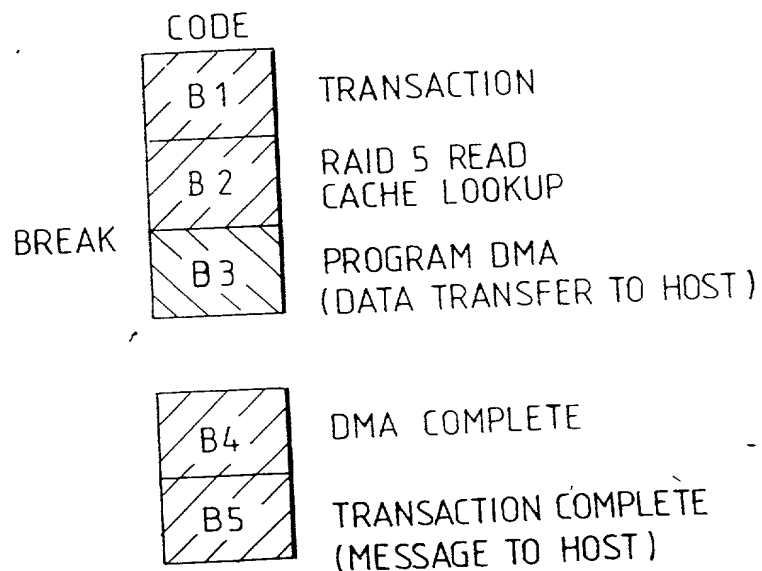 CODE
B1 TRANSACTION
B2 RAID 5 READ
CACHE LOOKUP
BREAK
B3 PROGRAM DMA
(DATA TRANSFER TO HOST)
B4 DMA COMPLETE
B5 TRANSACTION COMPLETE
(MESSAGE TO HOST)